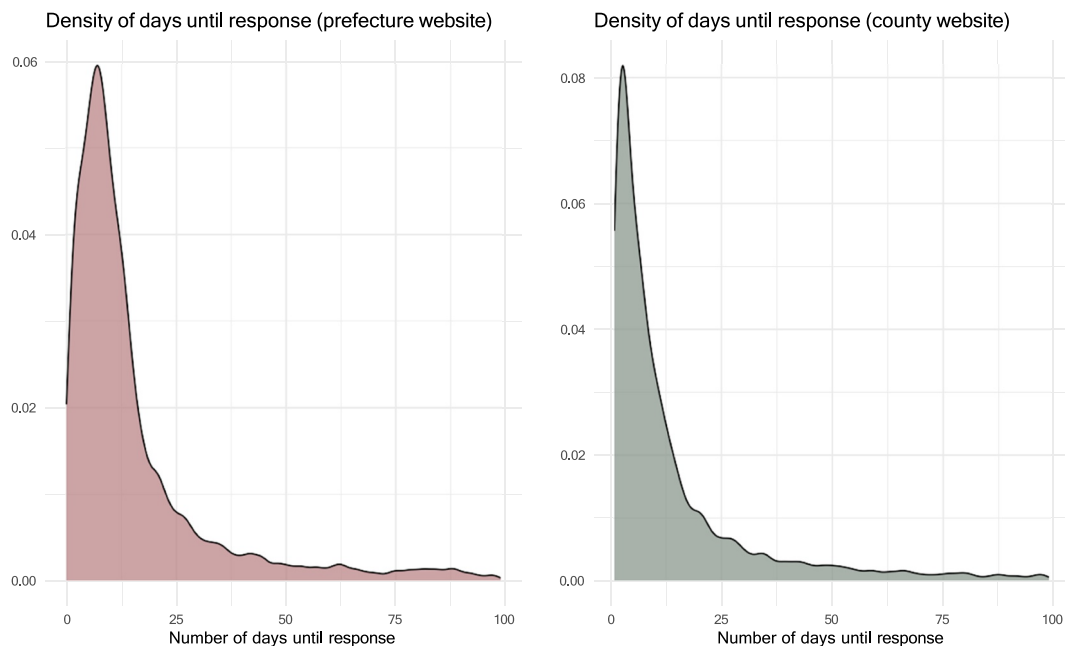 Density of days until response (prefecture website)
0.06
0.04
0.02
0.00
0 25 50 75 100
Number of days until response
Density of days until response (county website)
0.08
0.06
0.04
0.02
0.00
0 25 50 75 100
Number of days until response